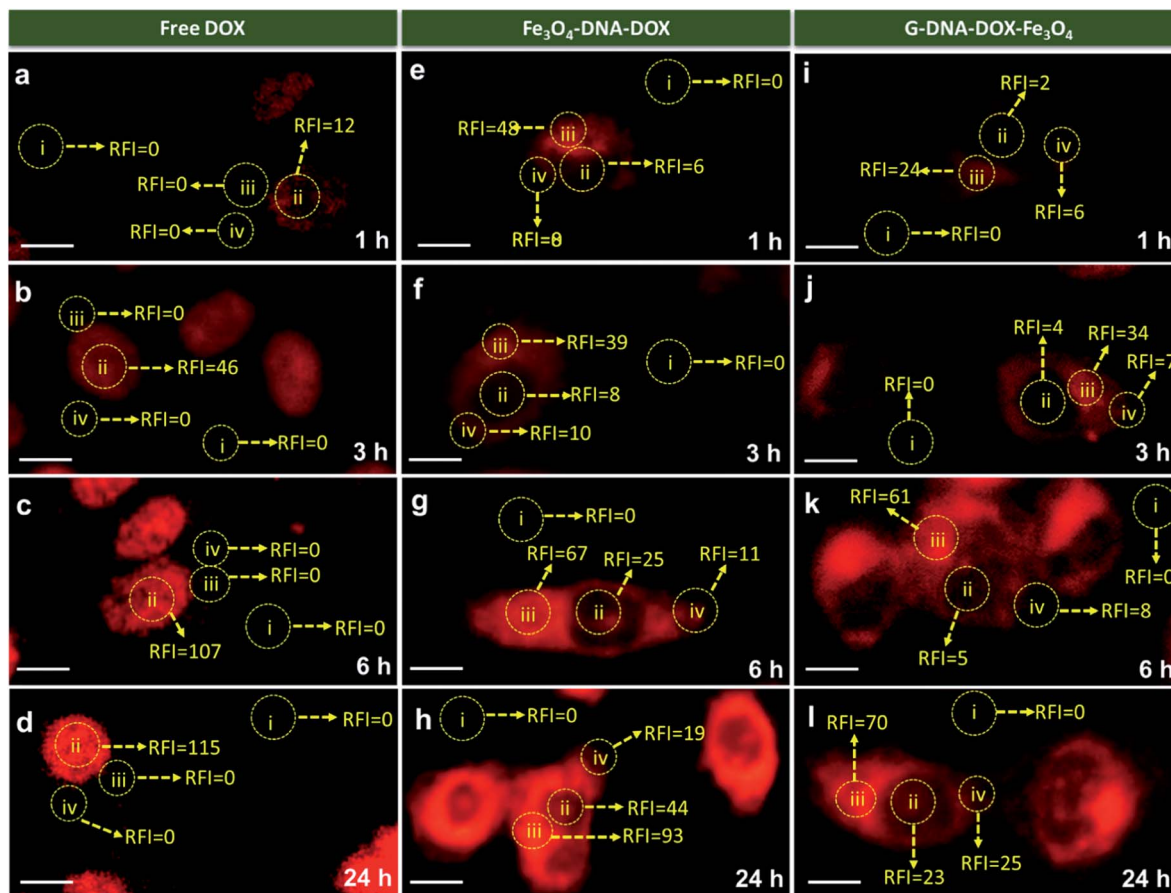 Free DOX
Fe₃O₄-DNA-DOX
G-DNA-DOX-Fe₃O₄
a
i
RFI=0
RFI=12
RFI=0
iii
ii
RFI=0
iv
1 h
e
i
RFI=0
RFI=48
iii
iv
ii
RFI=6
1 h
i
RFI=2
ii
iv
RFI=24
iii
RFI=6
i
RFI=0
1 h
b
iii
RFI=0
ii
RFI=46
iv
RFI=0
i
RFI=0
3 h
f
iii
RFI=39
i
RFI=0
ii
RFI=8
iv
RFI=10
3 h
j
RFI=4
RFI=34
RFI=7
RFI=0
ii
iii
iv
i
3 h
c
iv
RFI=0
iii
RFI=0
ii
i
RFI=0
RFI=107
6 h
g
i
RFI=0
RFI=67
RFI=25
RFI=11
iii
ii
iv
6 h
k
RFI=61
i
iii
RFI=0
ii
iv
RFI=8
RFI=5
6 h
d
i
RFI=0
ii
RFI=115
iii
RFI=0
iv
RFI=0
24 h
h
i
RFI=0
iv
RFI=19
ii
RFI=44
iii
RFI=93
24 h
l
i
RFI=0
RFI=70
iii
ii
iv
RFI=23
RFI=25
24 h